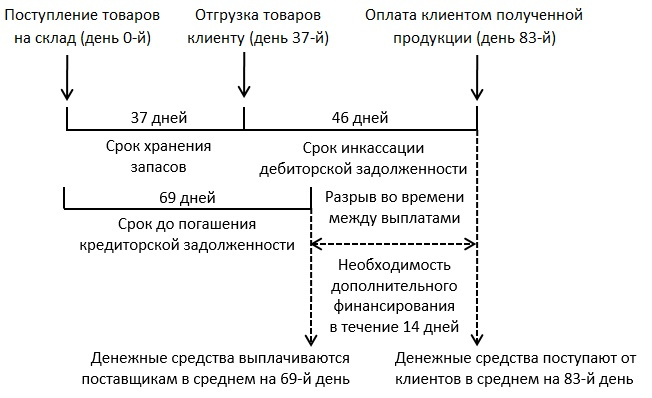 Поступление товаров
на склад (день 0-й)
Отгрузка товаров
клиенту (день 37-й)
Оплата клиентом полученной
продукции (день 83-й)
37 дней
46 дней
Срок хранения
запасов
Срок инкассации
дебиторской задолженности
69 дней
Разрыв во времени
между выплатами
Срок до погашения
кредиторской задолженности
Необходимость
дополнительного
финансирования
в течение 14 дней
Денежные средства выплачиваются
поставщикам в среднем на 69-й день
Денежные средства поступают от
клиентов в среднем на 83-й день